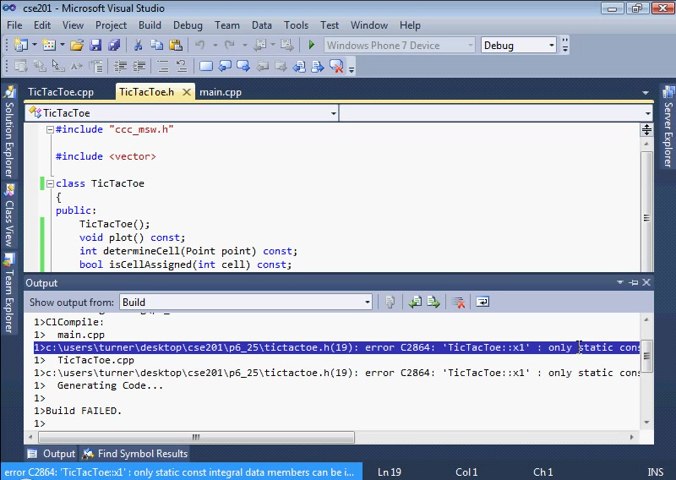 cse201 - Microsoft Visual Studio
File Edit View Project Build Debug Team Data Tools Test Window Help
Windows Phone 7 Device Debug
TicTacToe.cpp TicTacToe.h main.cpp
TicTacToe
#include "ccc_msw.h"
#include <vector>
class TicTacToe
{
public:
TicTacToe();
void plot() const;
int determineCell(Point point) const;
bool isCellAssigned(int cell) const;
Solution Explorer
Class View
Team Explorer
Server Explorer
Output
Show output from: Build
1>ClCompile:
1> main.cpp
1>c:\users\turner\desktop\cse201\p6_25\tictactoe.h(19): error C2864: 'TicTacToe::x1' : only static cons
1> TicTacToe.cpp
1>c:\users\turner\desktop\cse201\p6_25\tictactoe.h(19): error C2864: 'TicTacToe::x1' : only static cons
1> Generating Code...
1>
1>Build FAILED.
1>
Output Find Symbol Results
error C2864: 'TicTacToe::x1' : only static const integral data members can be i... Ln 19 Col 1 Ch 1 INS